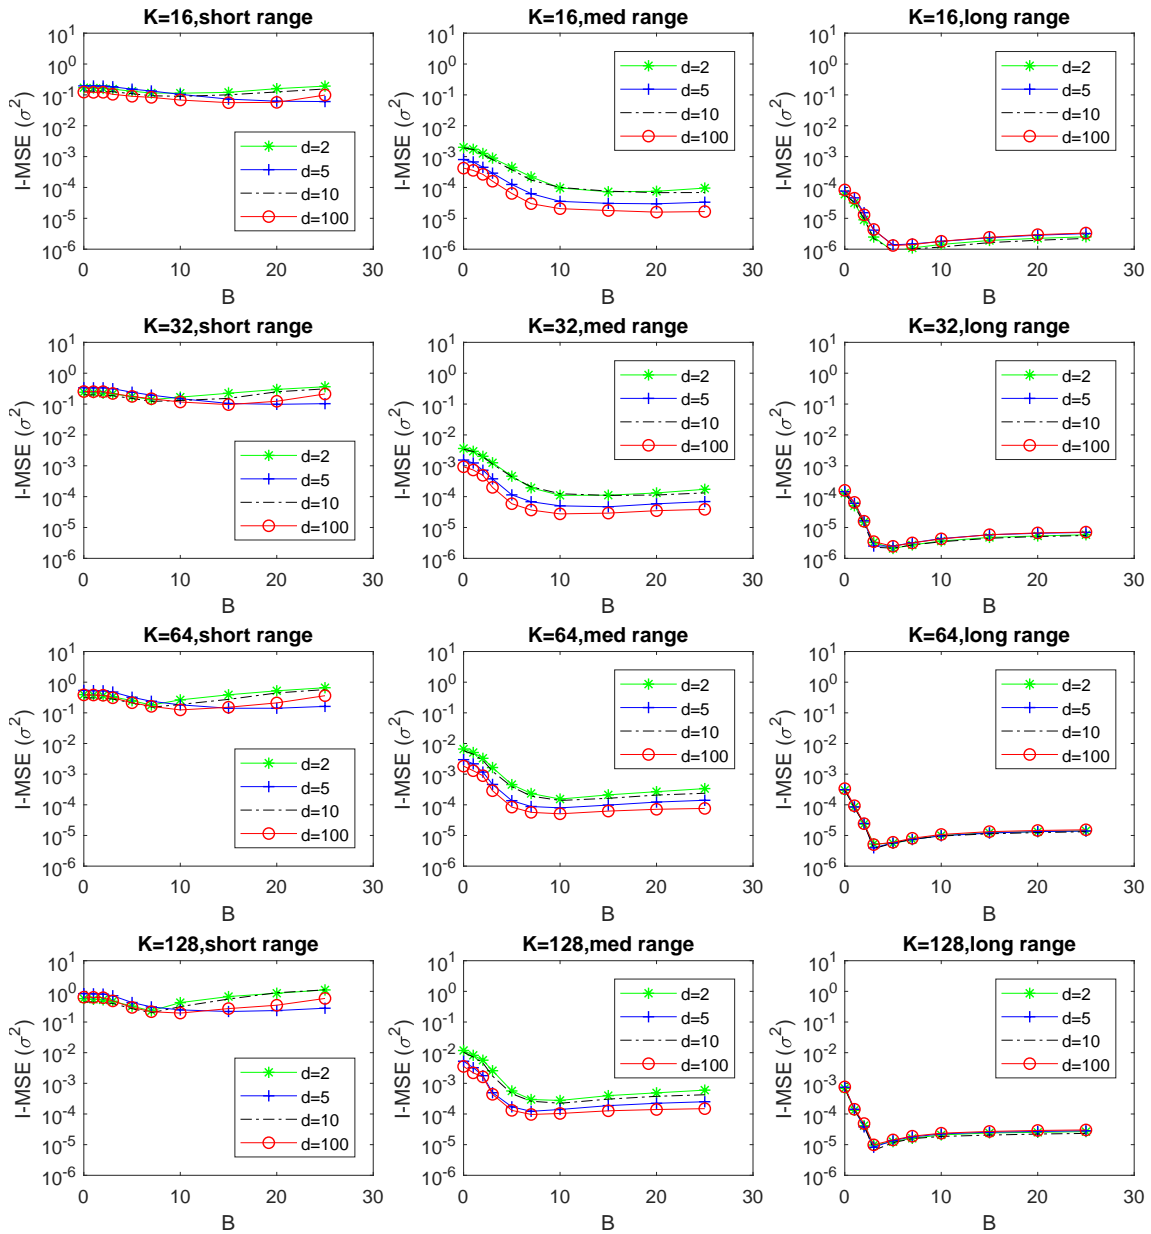 K=16,short range
10^1
10^0
10^-1
10^-2
10^-3
10^-4
10^-5
10^-6
I-MSE (σ^2)
d=2
d=5
d=10
d=100
0 10 20 30
B
K=16,med range
10^1
10^0
10^-1
10^-2
10^-3
10^-4
10^-5
10^-6
I-MSE (σ^2)
d=2
d=5
d=10
d=100
0 10 20 30
B
K=16,long range
10^1
10^0
10^-1
10^-2
10^-3
10^-4
10^-5
10^-6
I-MSE (σ^2)
d=2
d=5
d=10
d=100
0 10 20 30
B
K=32,short range
10^1
10^0
10^-1
10^-2
10^-3
10^-4
10^-5
10^-6
I-MSE (σ^2)
d=2
d=5
d=10
d=100
0 10 20 30
B
K=32,med range
10^1
10^0
10^-1
10^-2
10^-3
10^-4
10^-5
10^-6
I-MSE (σ^2)
d=2
d=5
d=10
d=100
0 10 20 30
B
K=32,long range
10^1
10^0
10^-1
10^-2
10^-3
10^-4
10^-5
10^-6
I-MSE (σ^2)
d=2
d=5
d=10
d=100
0 10 20 30
B
K=64,short range
10^1
10^0
10^-1
10^-2
10^-3
10^-4
10^-5
10^-6
I-MSE (σ^2)
d=2
d=5
d=10
d=100
0 10 20 30
B
K=64,med range
10^1
10^0
10^-1
10^-2
10^-3
10^-4
10^-5
10^-6
I-MSE (σ^2)
d=2
d=5
d=10
d=100
0 10 20 30
B
K=64,long range
10^1
10^0
10^-1
10^-2
10^-3
10^-4
10^-5
10^-6
I-MSE (σ^2)
d=2
d=5
d=10
d=100
0 10 20 30
B
K=128,short range
10^1
10^0
10^-1
10^-2
10^-3
10^-4
10^-5
10^-6
I-MSE (σ^2)
d=2
d=5
d=10
d=100
0 10 20 30
B
K=128,med range
10^1
10^0
10^-1
10^-2
10^-3
10^-4
10^-5
10^-6
I-MSE (σ^2)
d=2
d=5
d=10
d=100
0 10 20 30
B
K=128,long range
10^1
10^0
10^-1
10^-2
10^-3
10^-4
10^-5
10^-6
I-MSE (σ^2)
d=2
d=5
d=10
d=100
0 10 20 30
B